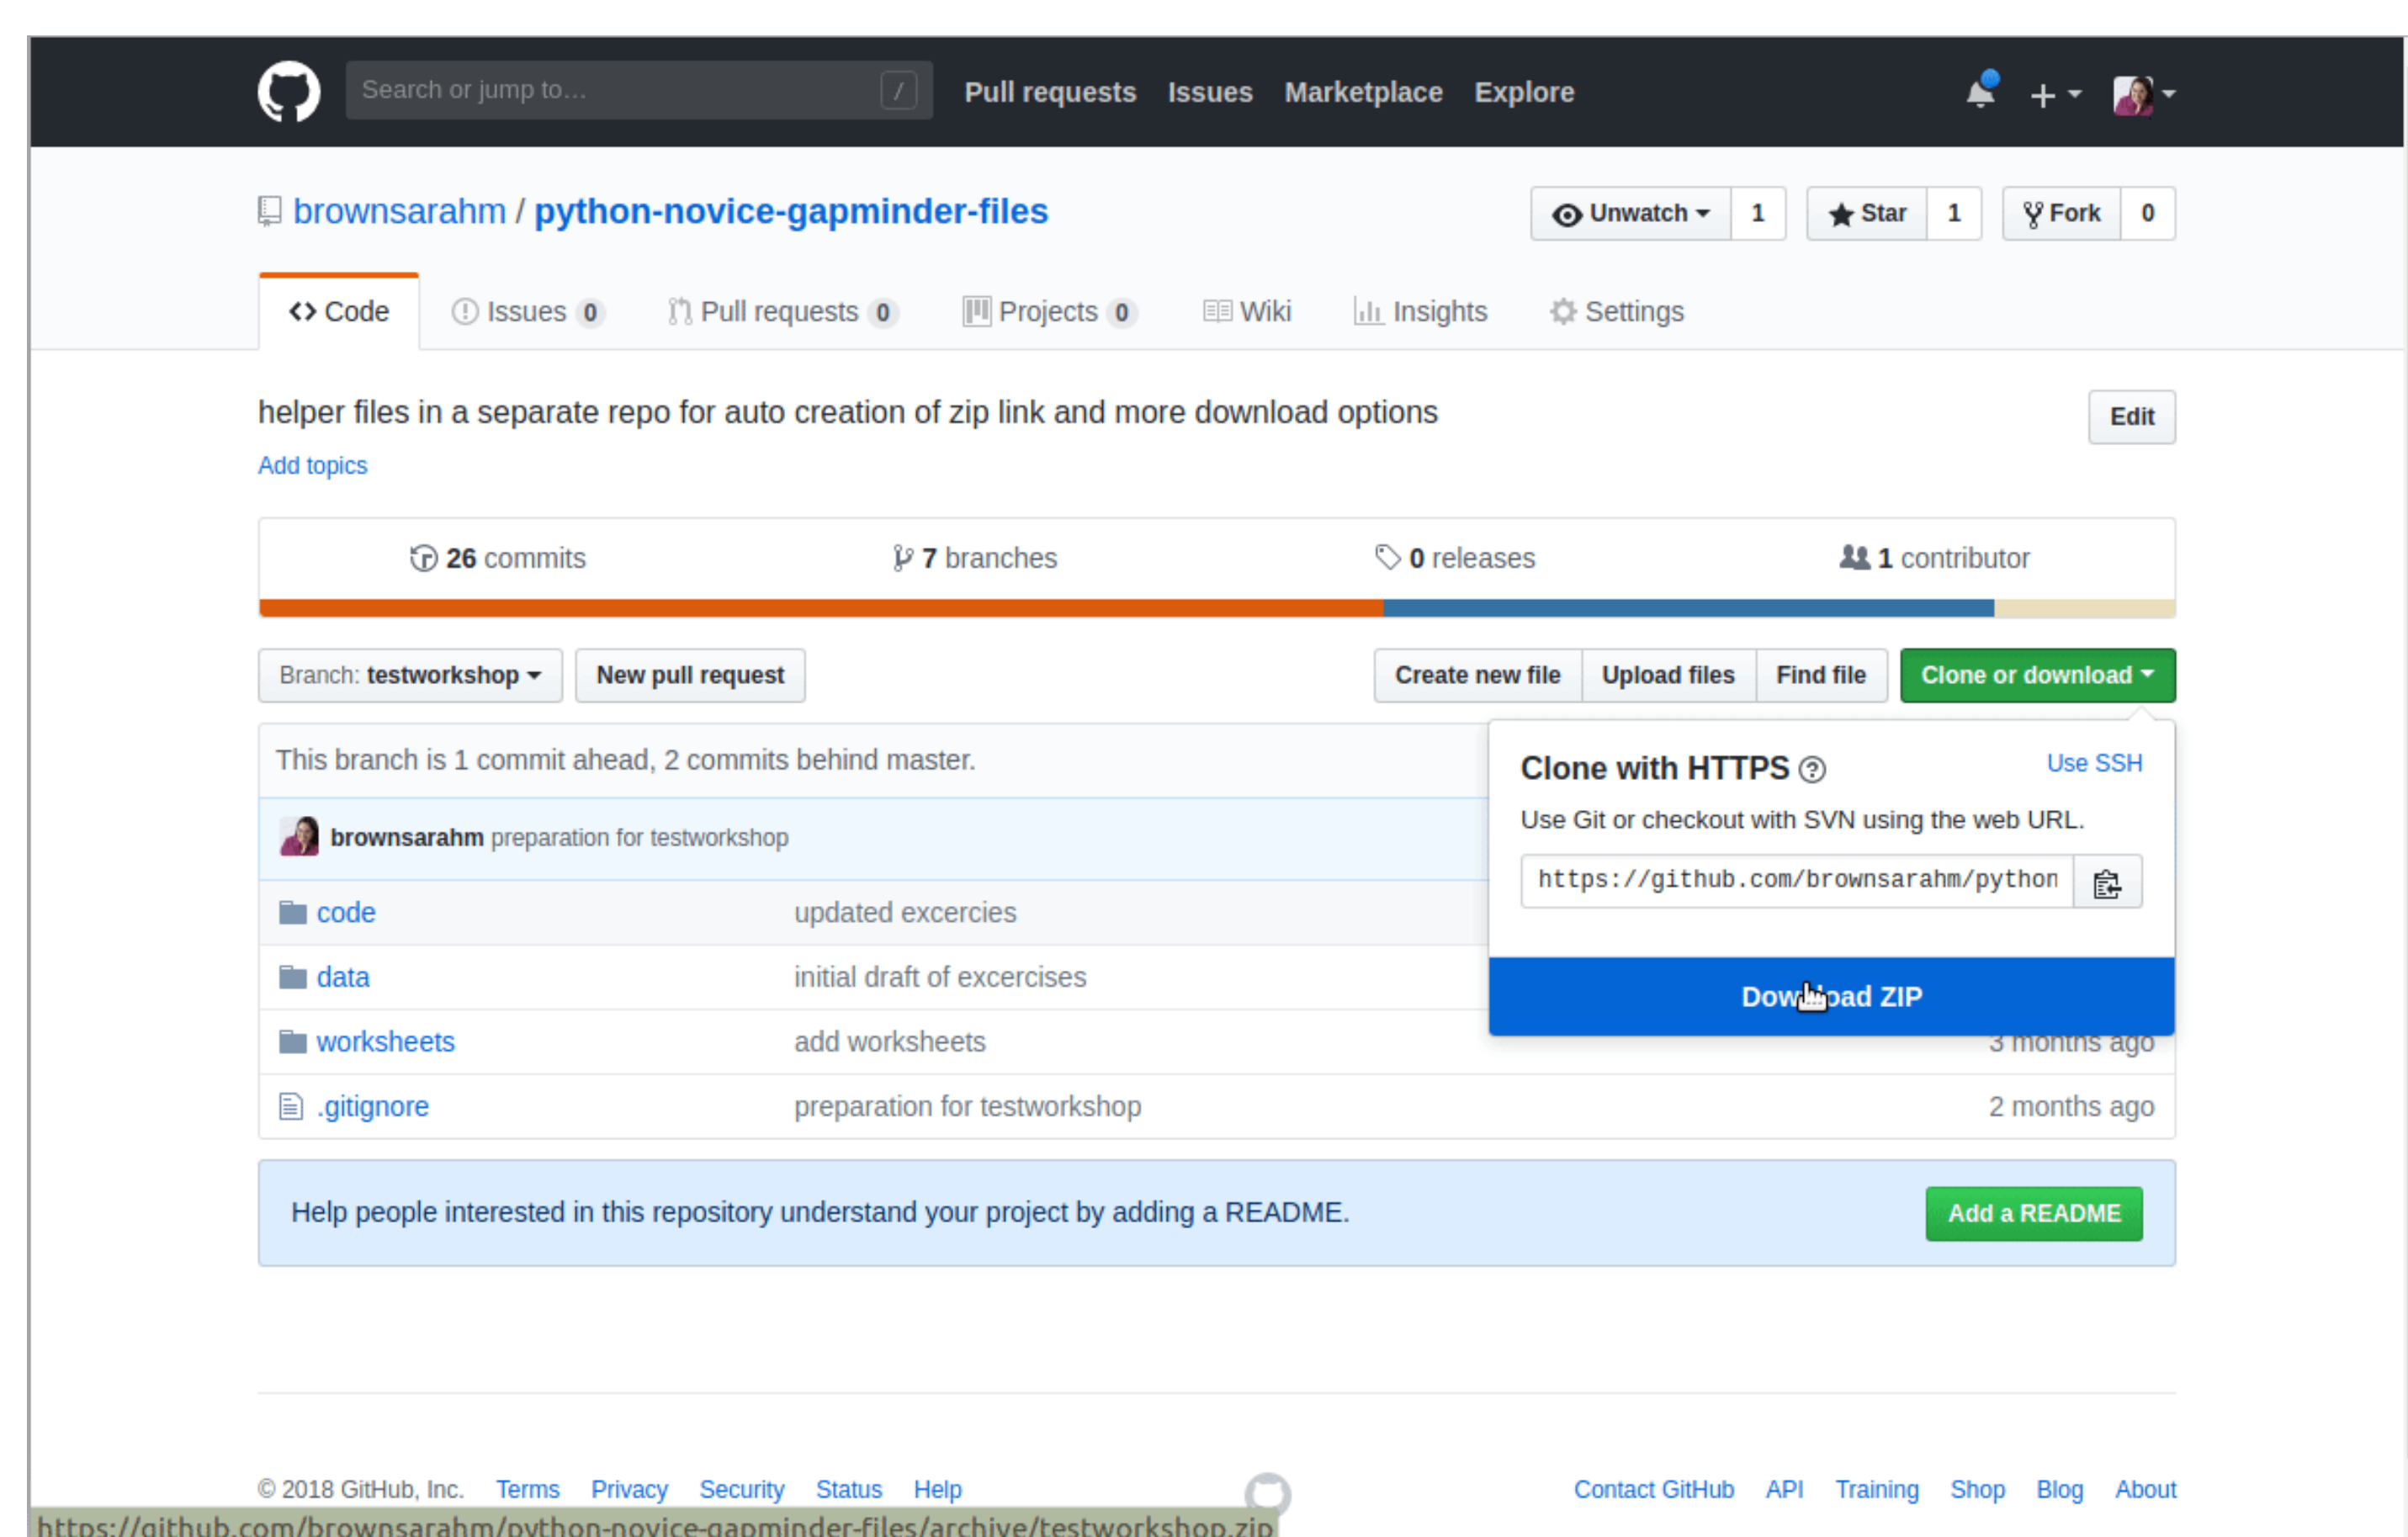 Search or jump to… / Pull requests Issues Marketplace Explore
brownsarahm / python-novice-gapminder-files Unwatch 1 Star 1 Fork 0
Code Issues 0 Pull requests 0 Projects 0 Wiki Insights Settings
helper files in a separate repo for auto creation of zip link and more download options Edit
Add topics
26 commits 7 branches 0 releases 1 contributor
Branch: testworkshop New pull request Create new file Upload files Find file Clone or download
This branch is 1 commit ahead, 2 commits behind master.
Clone with HTTPS ? Use SSH
Use Git or checkout with SVN using the web URL.
https://github.com/brownsarahm/python
Download ZIP
brownsarahm preparation for testworkshop
code updated excercies
data initial draft of excercises
worksheets add worksheets 3 months ago
.gitignore preparation for testworkshop 2 months ago
Help people interested in this repository understand your project by adding a README. Add a README
© 2018 GitHub, Inc. Terms Privacy Security Status Help Contact GitHub API Training Shop Blog About
https://github.com/brownsarahm/python-novice-gapminder-files/archive/testworkshop.zip